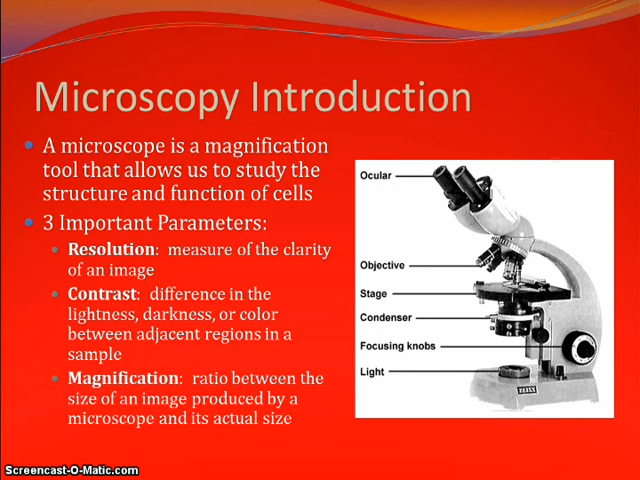 Microscopy Introduction
A microscope is a magnification
tool that allows us to study the
structure and function of cells
3 Important Parameters:
Resolution: measure of the clarity
of an image
Contrast: difference in the
lightness, darkness, or color
between adjacent regions in a
sample
Magnification: ratio between the
size of an image produced by a
microscope and its actual size
Ocular
Objective
Stage
Condenser
Focusing knobs
Light
Screencast-O-Matic.com